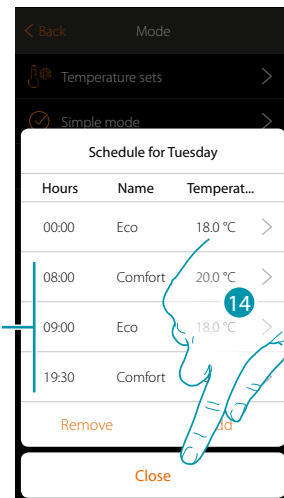 Back Mode
Temperature sets
Simple mode
Schedule for Tuesday
Hours Name Temperat...
00:00 Eco 18.0 °C
08:00 Comfort 20.0 °C
14
09:00 Eco 18.0 °C
19:30 Comfort
Remove
Close